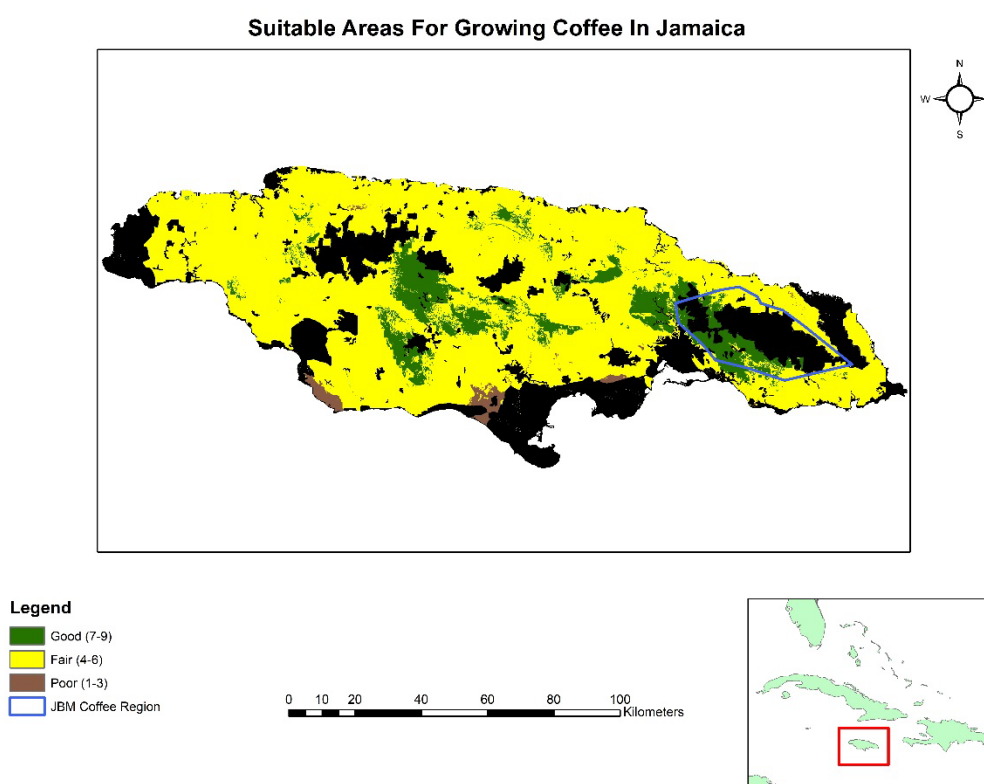 Suitable Areas For Growing Coffee In Jamaica
N
W
S
Legend
Good (7-9)
Fair (4-6)
Poor (1-3)
JBM Coffee Region
0 10 20 40 60 80 100
Kilometers